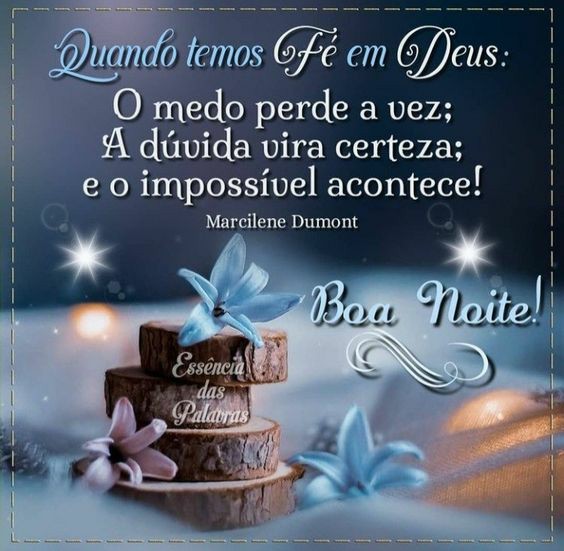 Quando temos Fé em Deus:
O medo perde a vez;
A dúvida vira certeza;
e o impossível acontece!
Marcilene Dumont
Boa Noite!
Essência
das
Palavras